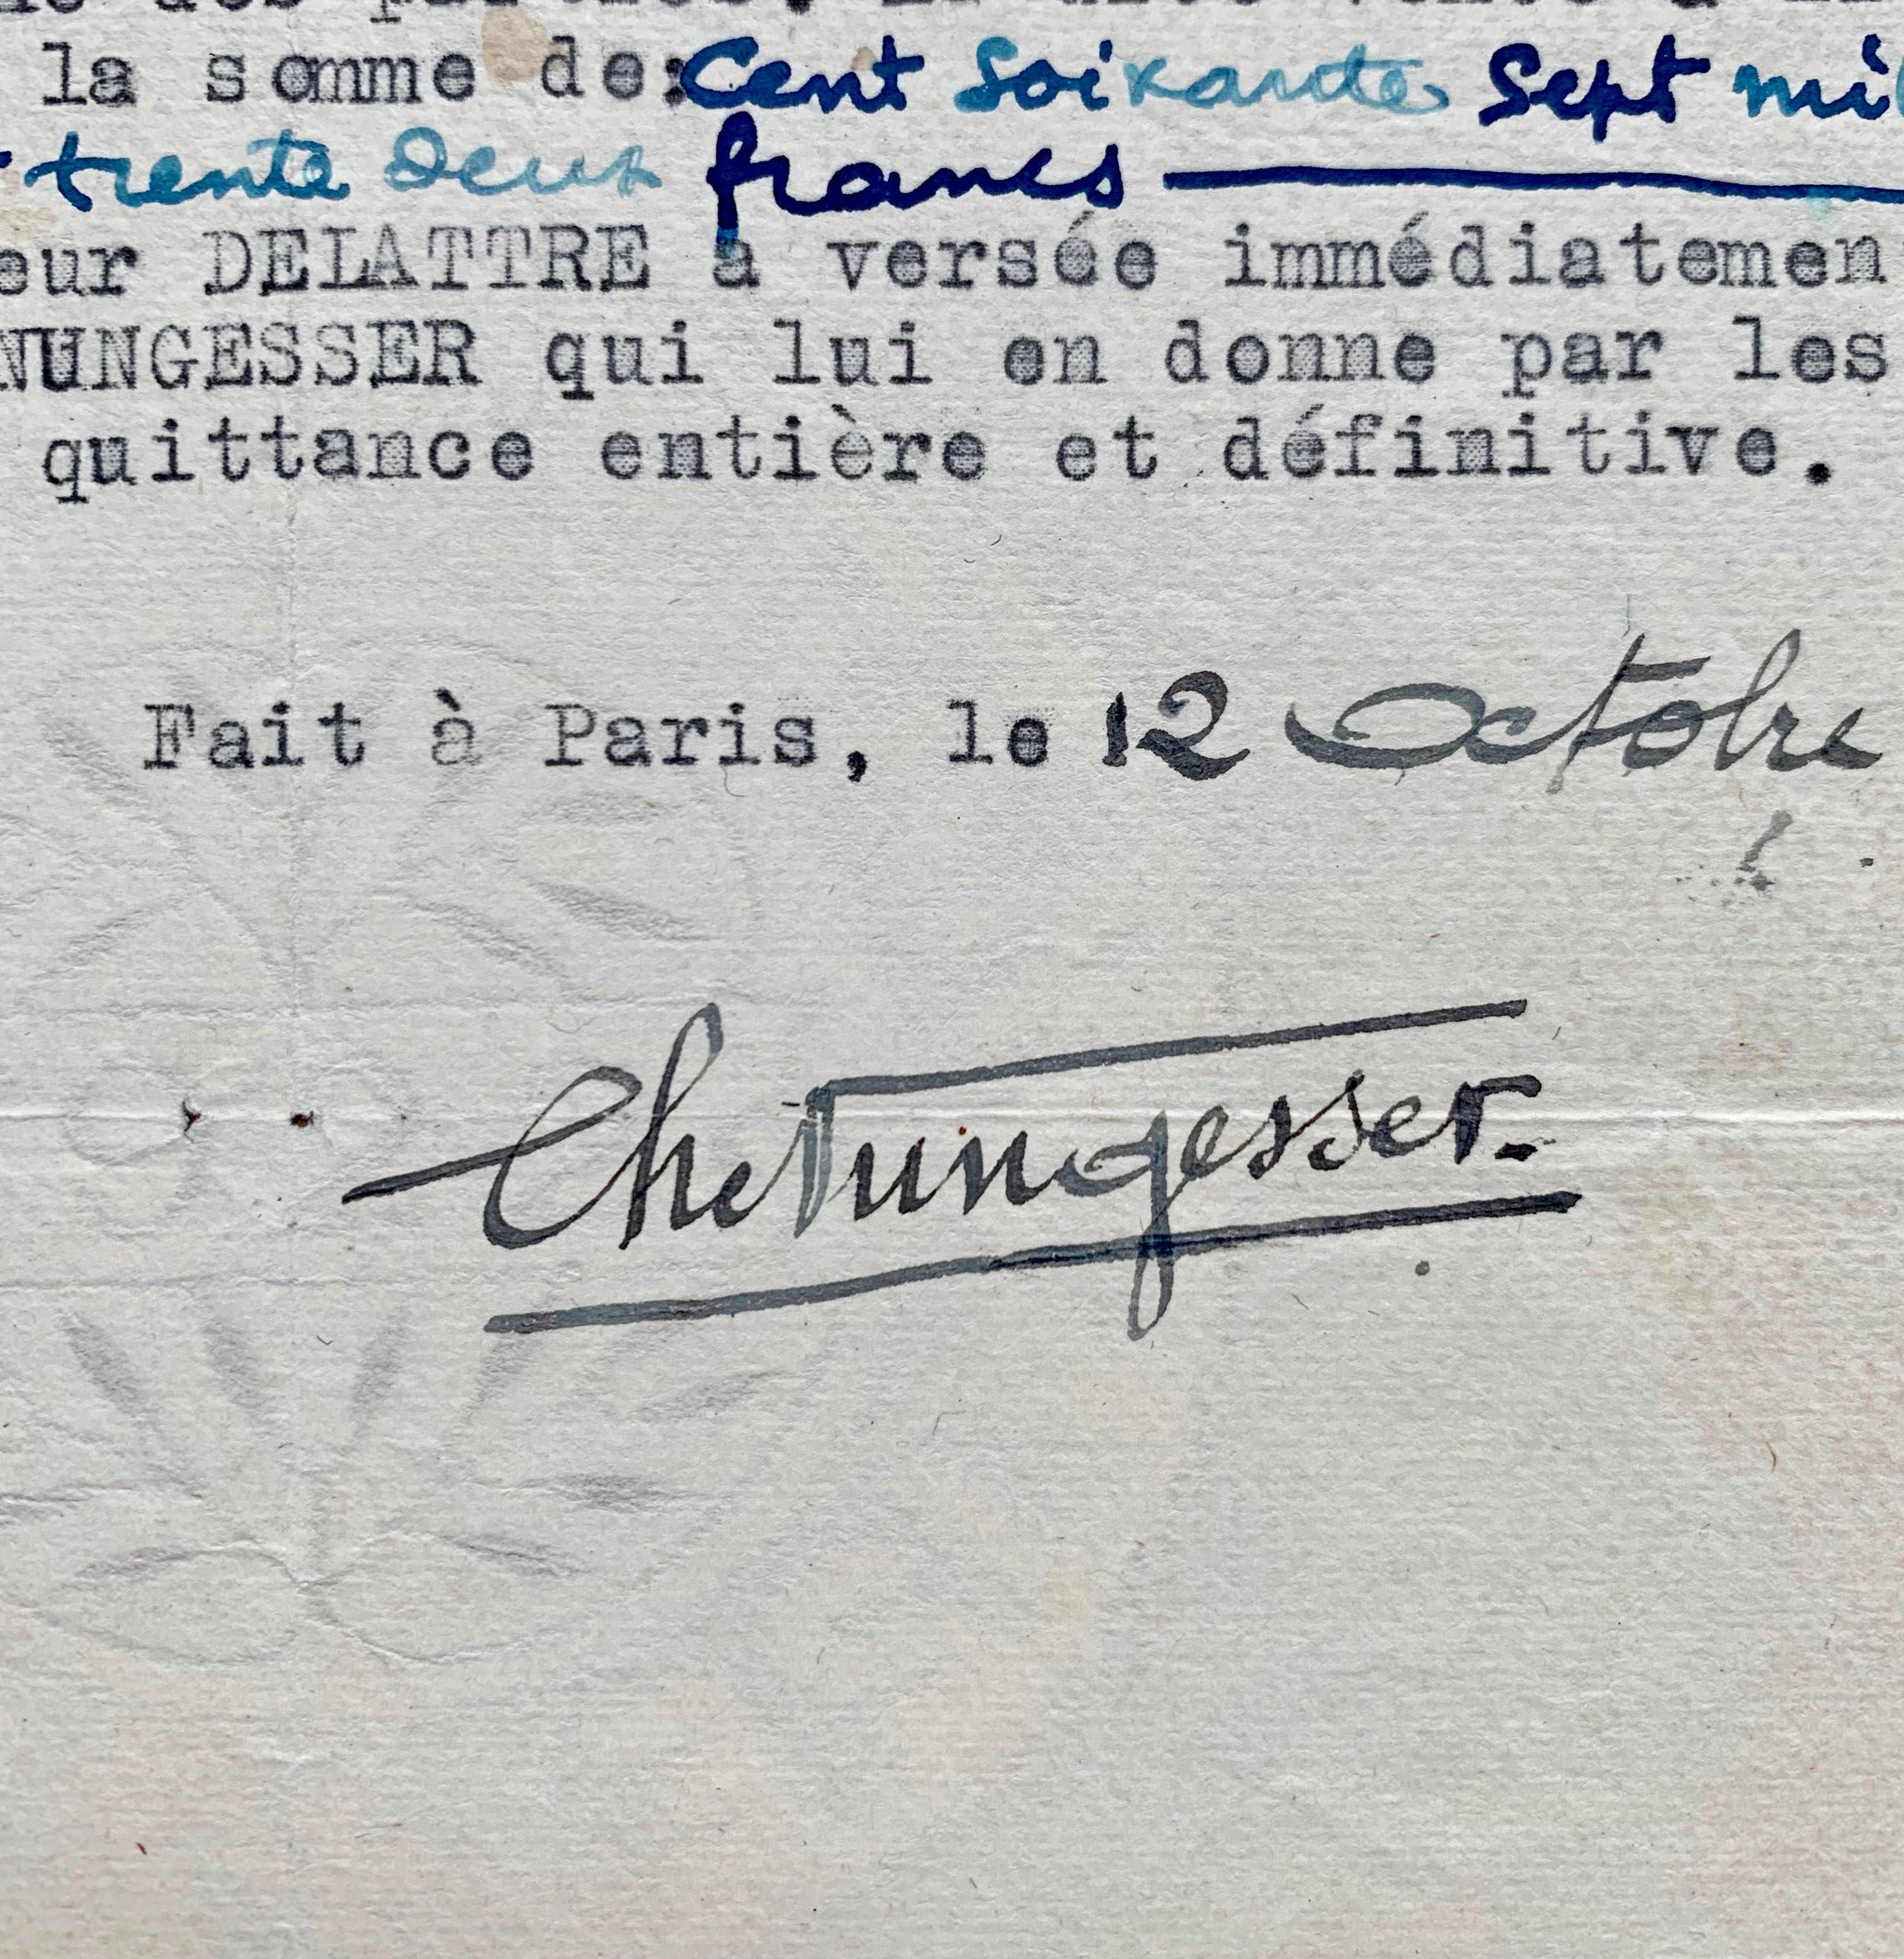 la somme de: Cent Soixante Sept mil
trente deux francs
eur DELATTRE a versée immédiatemen
NUNGESSER qui lui en donne par les
quittance entière et définitive.
Fait à Paris, le 12 Octobre
ChNungesser.